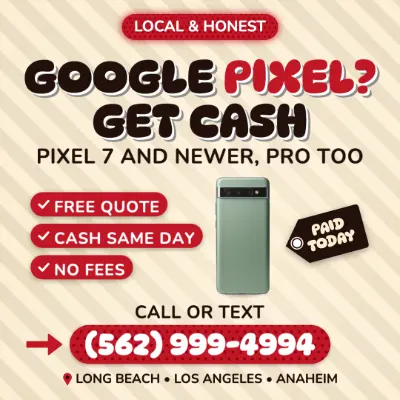 LOCAL & HONEST
GOOGLE PIXEL?
GET CASH
PIXEL 7 AND NEWER, PRO TOO
FREE QUOTE
CASH SAME DAY
NO FEES
PAID
TODAY
CALL OR TEXT
(562) 999-4994
LONG BEACH • LOS ANGELES • ANAHEIM